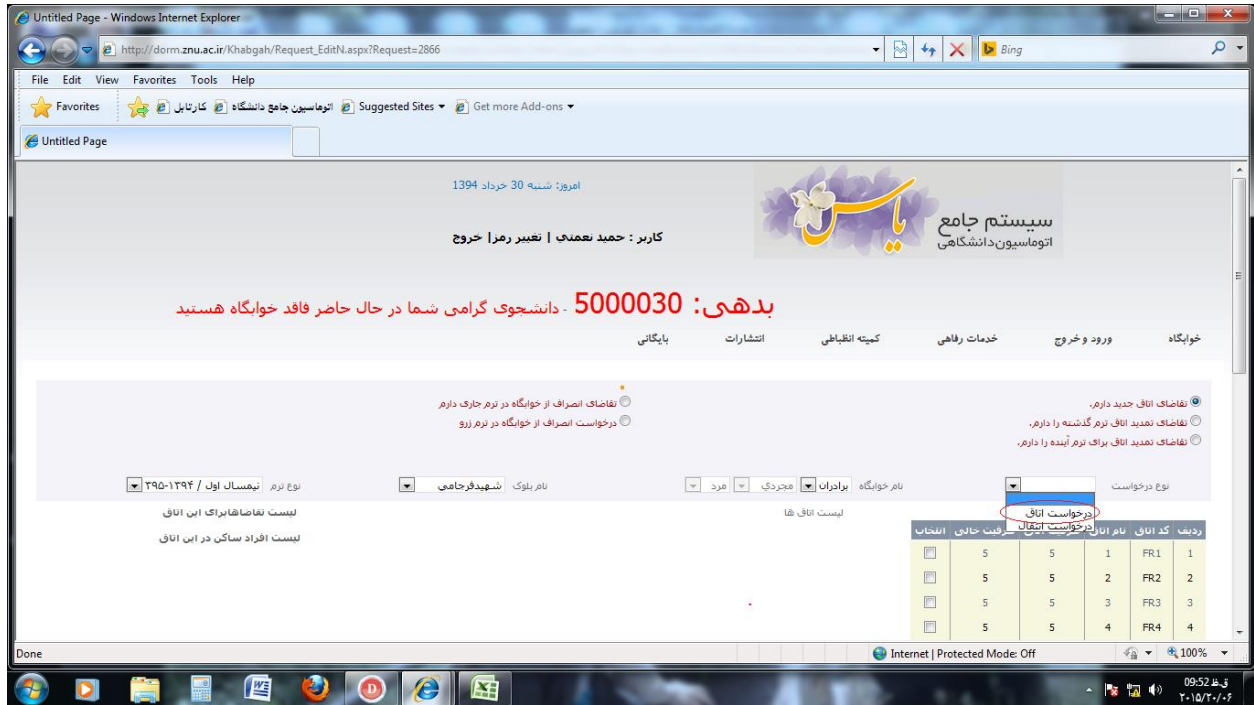 Untitled Page - Windows Internet Explorer
http://dorm.znu.ac.ir/Khabgah/Request_EditN.aspx?Request=2866
Bing
File Edit View Favorites Tools Help
Favorites
اتوماسیون جامع دانشگاه
کارتابل
Suggested Sites
Get more Add-ons
Untitled Page
امروز: شنبه 30 خرداد 1394
یاس
سیستم جامع
اتوماسیون‌دانشگاهی
کاربر : حمید نعمتي | تغییر رمز| خروج
بدهی: 5000030 - دانشجوی گرامی شما در حال حاضر فاقد خوابگاه هستید
خوابگاه ورود و خروج خدمات رفاهی کمیته انظباطی انتشارات بایگانی
تقاضای اتاق جدید دارم.
تقاضای تمدید اتاق ترم گذشته را دارم.
تقاضای تمدید اتاق برای ترم آینده را دارم.
تقاضای انصراف از خوابگاه در ترم جاری دارم
درخواست انصراف از خوابگاه در ترم رزرو
نوع درخواست
درخواست اتاق
درخواست انتقال
نام خوابگاه برادران مجردي مرد
نام بلوک شهیدفرجامی
نوع ترم نیمسال اول / ۱۳۹۴-۳۹۵
لیست اتاق ها
لیست تقاضاهابرای این اتاق
لیست افراد ساکن در این اتاق
ردیف کد اتاق نام اتاق ظرفیت خالی انتخاب
1 FR1 1 5 5
2 FR2 2 5 5
3 FR3 3 5 5
4 FR4 4 5 5
Done
Internet | Protected Mode: Off
100%
09:52 ق.ظ
۲۰۱۵/۲۰/۰۶